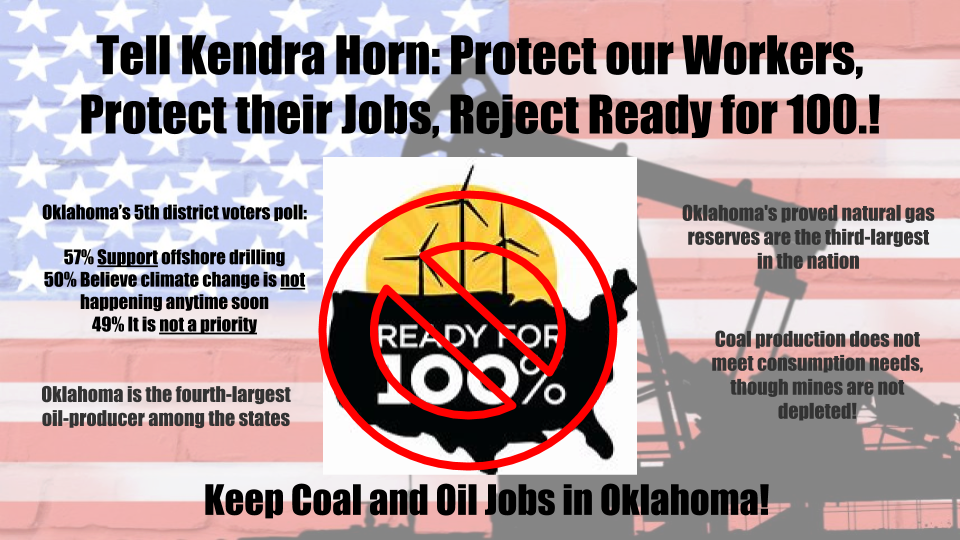 Tell Kendra Horn: Protect our Workers,
Protect their Jobs, Reject Ready for 100.!
Oklahoma's 5th district voters poll:
57% Support offshore drilling
50% Believe climate change is not
happening anytime soon
49% It is not a priority
Oklahoma is the fourth-largest
oil-producer among the states
READY FOR
100%
Oklahoma's proved natural gas
reserves are the third-largest
in the nation
Coal production does not
meet consumption needs,
though mines are not
depleted!
Keep Coal and Oil Jobs in Oklahoma!